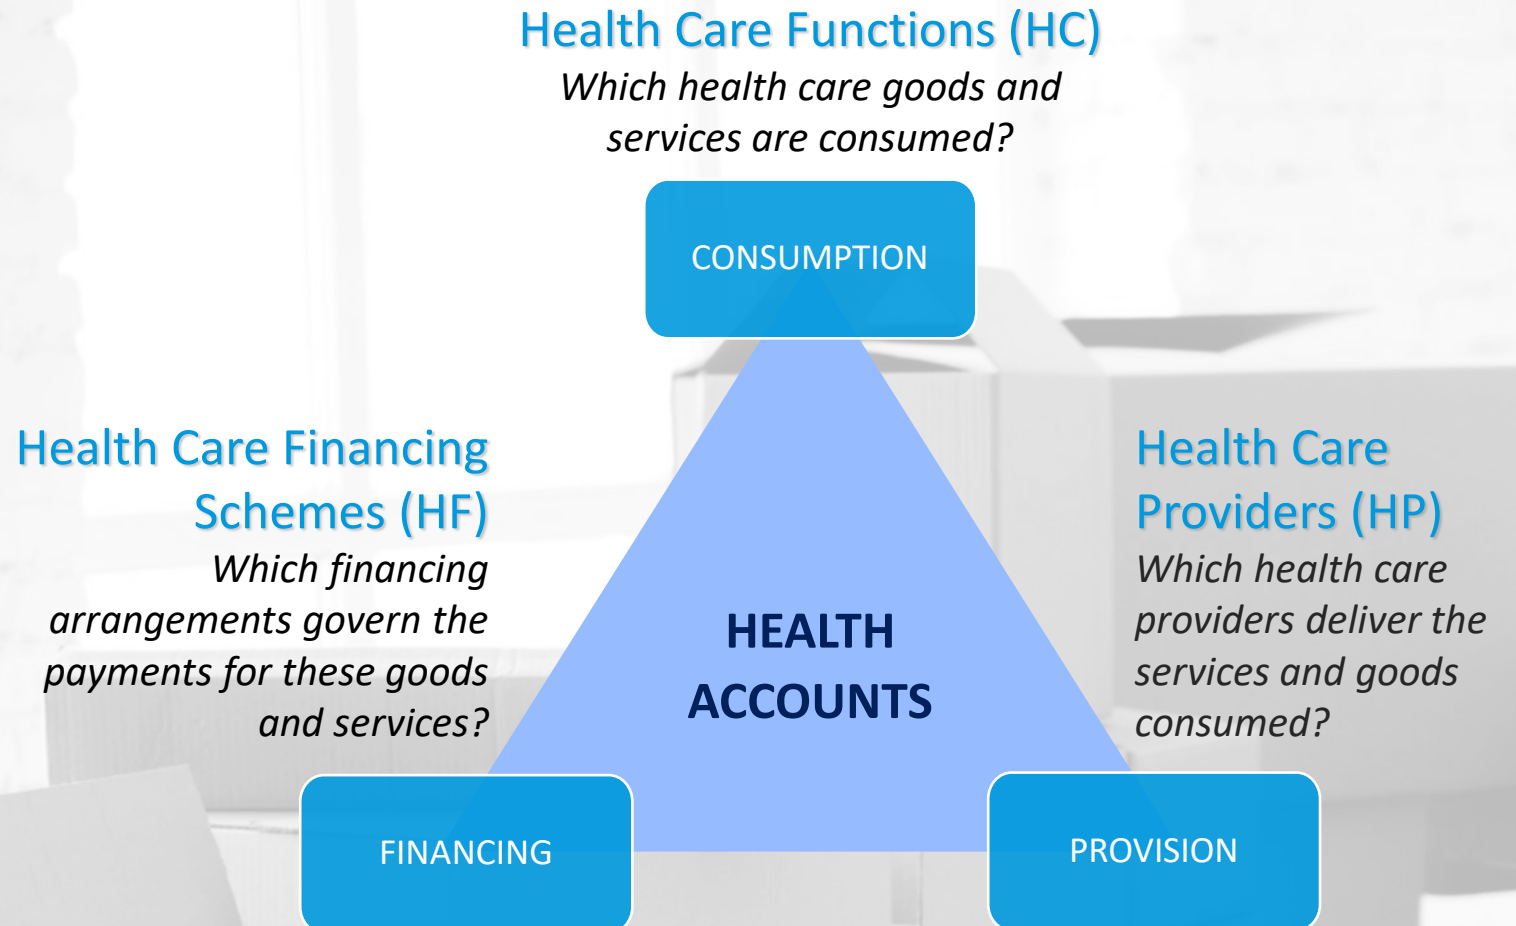 Health Care Functions (HC)
Which health care goods and
services are consumed?
CONSUMPTION
Health Care Financing
Schemes (HF)
Which financing
arrangements govern the
payments for these goods
and services?
Health Care
Providers (HP)
Which health care
providers deliver the
services and goods
consumed?
HEALTH
ACCOUNTS
FINANCING
PROVISION